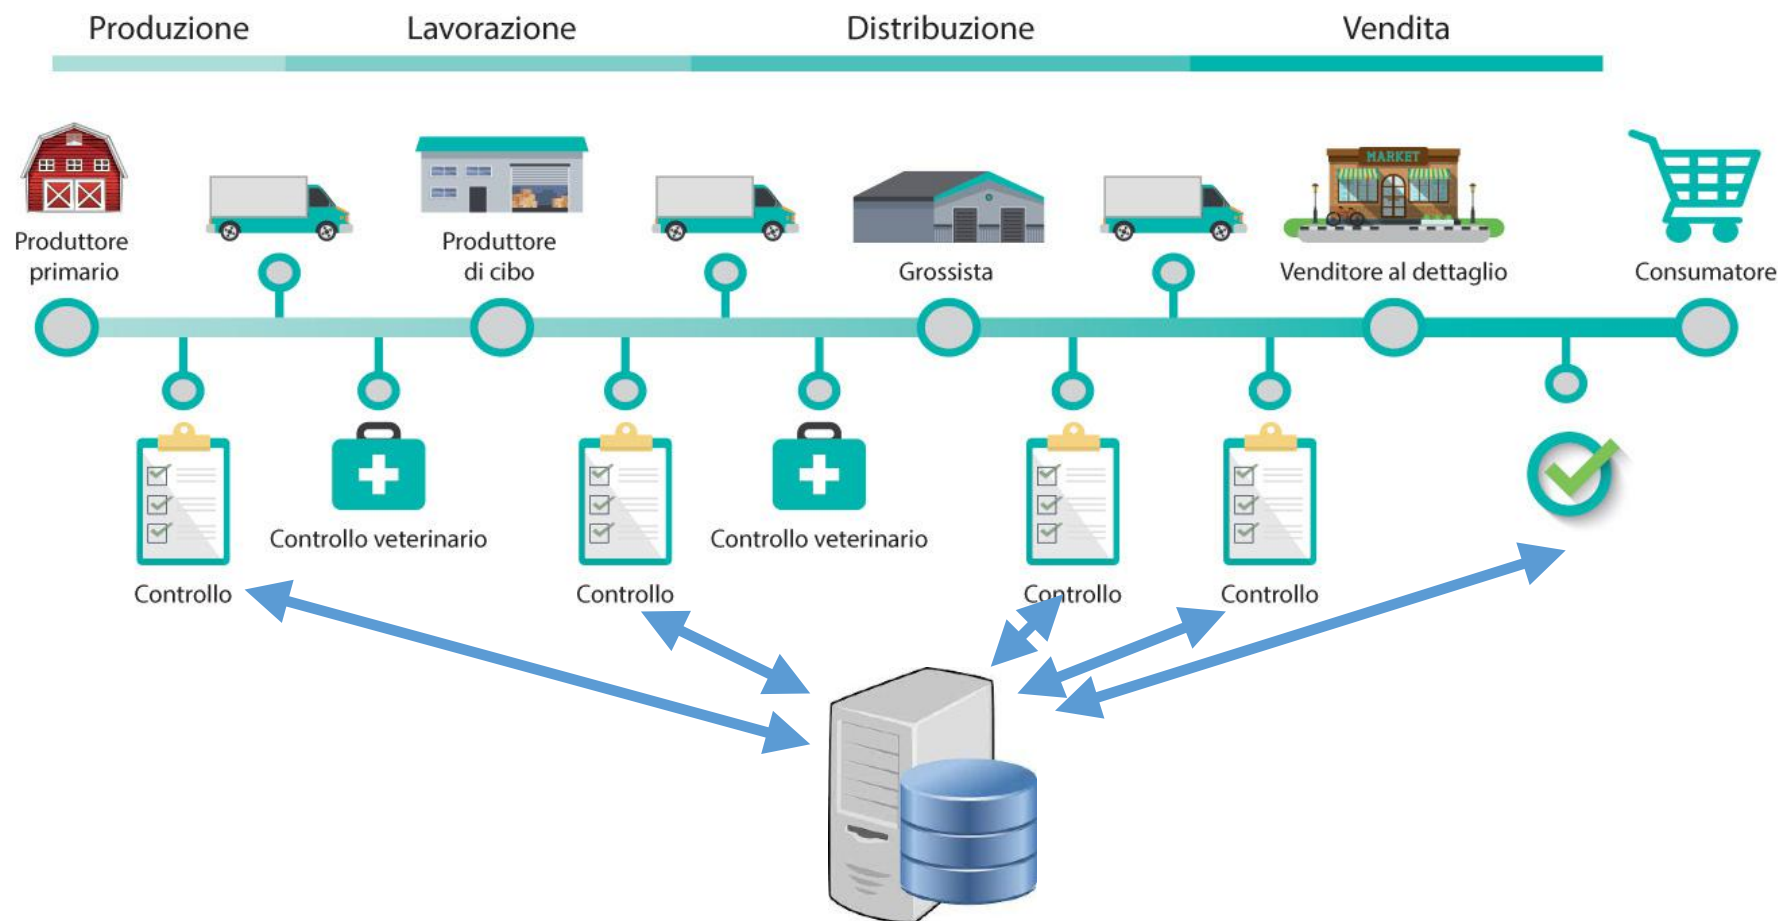 Produzione
Lavorazione
Distribuzione
Vendita
MARKET
Produttore
primario
Produttore
di cibo
Grossista
Venditore al dettaglio
Consumatore
Controllo veterinario
Controllo veterinario
Controllo
Controllo
Controllo
Controllo